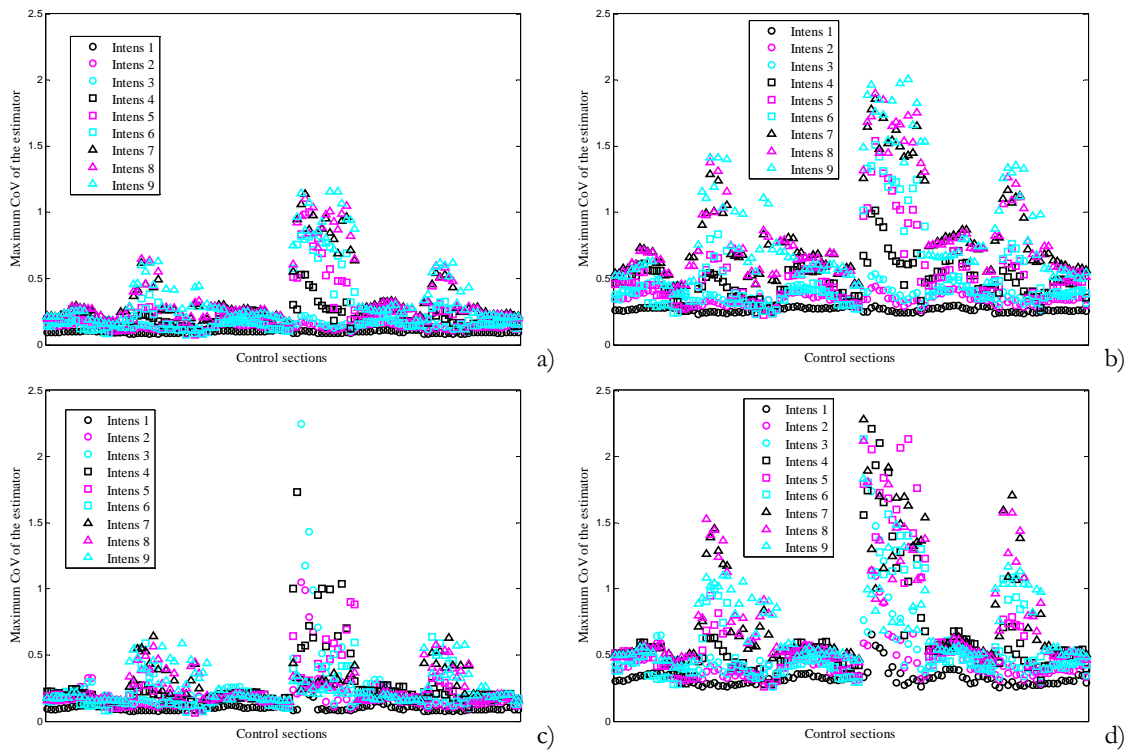 2.5
2
1.5
1
0.5
0
Maximum CoV of the estimator
Intens 1
Intens 2
Intens 3
Intens 4
Intens 5
Intens 6
Intens 7
Intens 8
Intens 9
Control sections
a)
2.5
2
1.5
1
0.5
0
Maximum CoV of the estimator
Intens 1
Intens 2
Intens 3
Intens 4
Intens 5
Intens 6
Intens 7
Intens 8
Intens 9
Control sections
b)
2.5
2
1.5
1
0.5
0
Maximum CoV of the estimator
Intens 1
Intens 2
Intens 3
Intens 4
Intens 5
Intens 6
Intens 7
Intens 8
Intens 9
Control sections
c)
2.5
2
1.5
1
0.5
0
Maximum CoV of the estimator
Intens 1
Intens 2
Intens 3
Intens 4
Intens 5
Intens 6
Intens 7
Intens 8
Intens 9
Control sections
d)